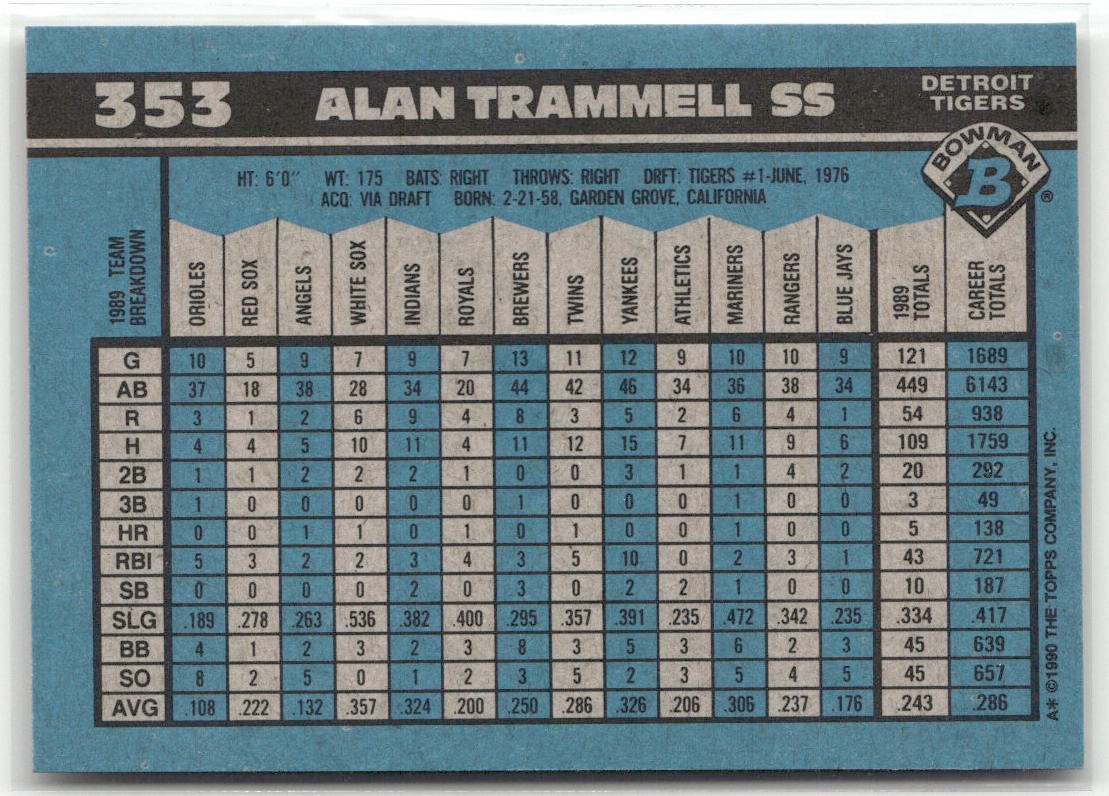 353 ALAN TRAMMELL SS DETROIT TIGERS
BOWMAN B ®
HT: 6'0" WT: 175 BATS: RIGHT THROWS: RIGHT DRFT: TIGERS #1-JUNE, 1976
ACQ: VIA DRAFT BORN: 2-21-58, GARDEN GROVE, CALIFORNIA
1989 TEAM BREAKDOWN ORIOLES RED SOX ANGELS WHITE SOX INDIANS ROYALS BREWERS TWINS YANKEES ATHLETICS MARINERS RANGERS BLUE JAYS 1989 TOTALS CAREER TOTALS
G 10 5 9 7 9 7 13 11 12 9 10 10 9 121 1689
AB 37 18 38 28 34 20 44 42 46 34 36 38 34 449 6143
R 3 1 2 6 9 4 8 3 5 2 6 4 1 54 938
H 4 4 5 10 11 4 11 12 15 7 11 9 6 109 1759
2B 1 1 2 2 2 1 0 0 3 1 1 4 2 20 292
3B 1 0 0 0 0 0 1 0 0 0 1 0 0 3 49
HR 0 0 1 1 0 1 0 1 0 0 1 0 0 5 138
RBI 5 3 2 2 3 4 3 5 10 0 2 3 1 43 721
SB 0 0 0 0 2 0 3 0 2 2 1 0 0 10 187
SLG .189 .278 .263 .536 .382 .400 .295 .357 .391 .235 .472 .342 .235 .334 .417
BB 4 1 2 3 2 3 8 3 5 3 6 2 3 45 639
SO 8 2 5 0 1 2 3 5 2 3 5 4 5 45 657
AVG .108 .222 .132 .357 .324 .200 .250 .286 .326 .206 .306 .237 .176 .243 .286
A* ©1990 THE TOPPS COMPANY, INC.